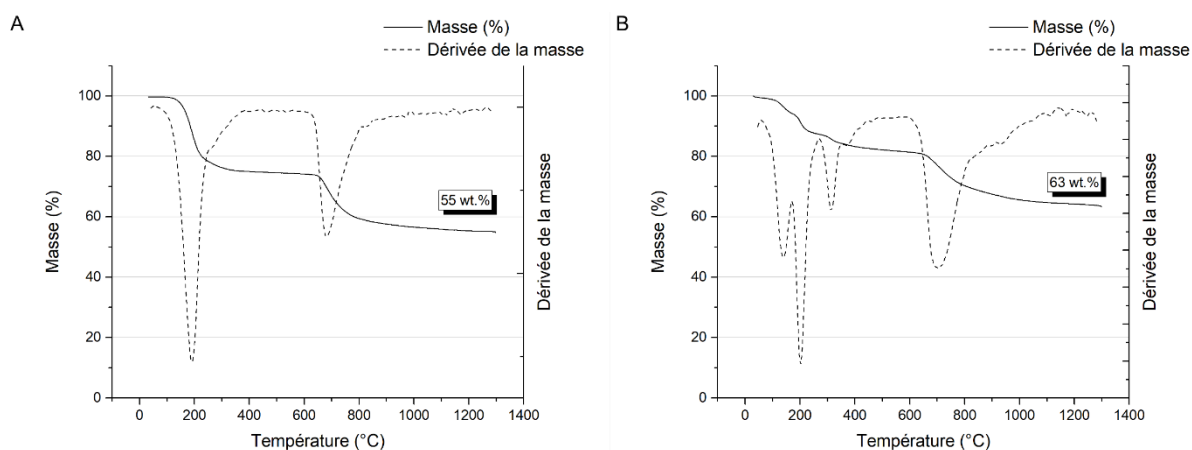 A
Masse (%)
Dérivée de la masse
100
80
60
40
20
0
Masse (%)
55 wt.%
Dérivée de la masse
0 200 400 600 800 1000 1200 1400
Température (°C)
B
Masse (%)
Dérivée de la masse
100
80
60
40
20
0
Masse (%)
63 wt.%
Dérivée de la masse
0 200 400 600 800 1000 1200 1400
Température (°C)